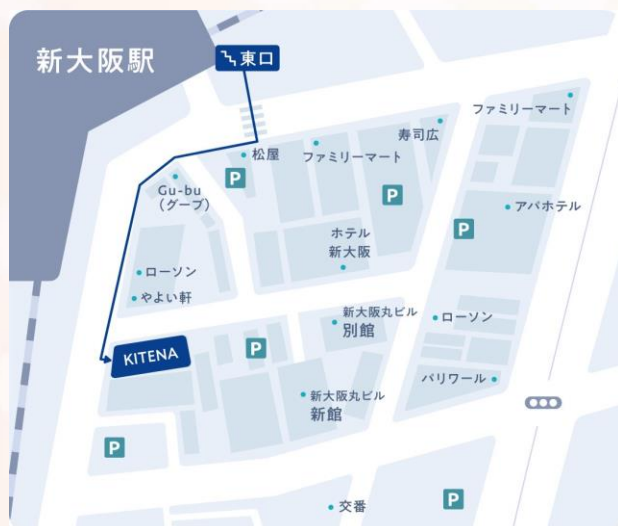 新大阪駅
東口
ファミリーマート
寿司広
松屋
ファミリーマート
P
P
Gu-bu
（グーブ）
アパホテル
P
ホテル
新大阪
ローソン
やよい軒
新大阪丸ビル
別館
ローソン
KITENA
P
パリワール
新大阪丸ビル
新館
P
交番
P